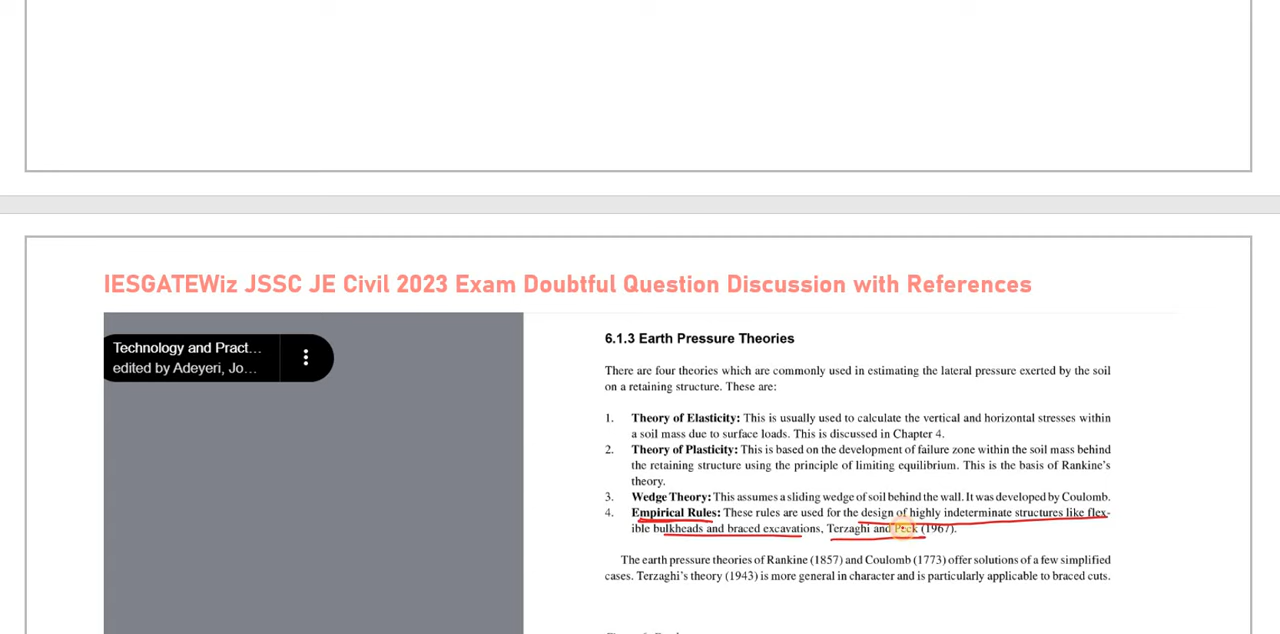 IESGATEWiz JSSC JE Civil 2023 Exam Doubtful Question Discussion with References
Technology and Pract...
edited by Adeyeri, Jo...
6.1.3 Earth Pressure Theories
There are four theories which are commonly used in estimating the lateral pressure exerted by the soil
on a retaining structure. These are:
1. Theory of Elasticity: This is usually used to calculate the vertical and horizontal stresses within
a soil mass due to surface loads. This is discussed in Chapter 4.
2. Theory of Plasticity: This is based on the development of failure zone within the soil mass behind
the retaining structure using the principle of limiting equilibrium. This is the basis of Rankine's
theory.
3. Wedge Theory: This assumes a sliding wedge of soil behind the wall. It was developed by Coulomb.
4. Empirical Rules: These rules are used for the design of highly indeterminate structures like flex-
ible bulkheads and braced excavations, Terzaghi and Peck (1967).
The earth pressure theories of Rankine (1857) and Coulomb (1773) offer solutions of a few simplified
cases. Terzaghi's theory (1943) is more general in character and is particularly applicable to braced cuts.